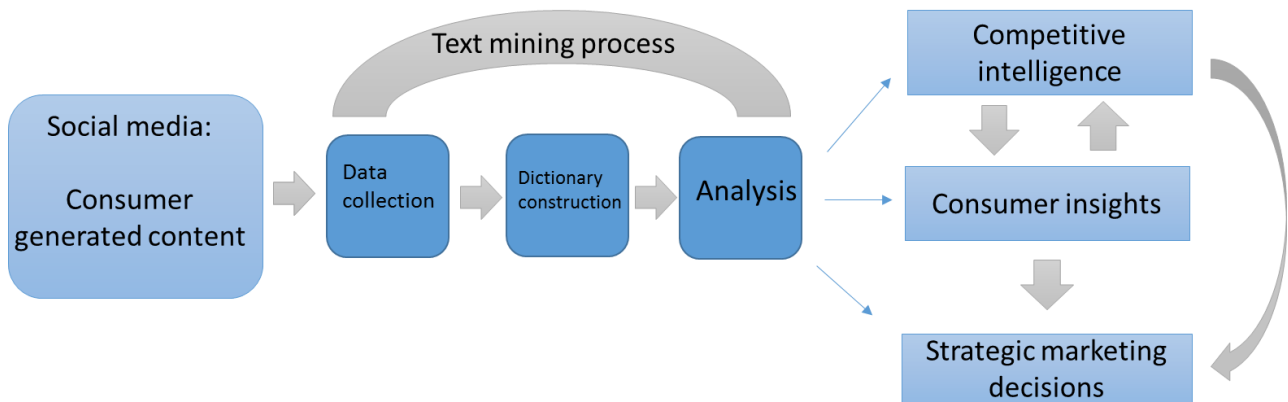 Text mining process
Social media:
Consumer
generated content
Data
collection
Dictionary
construction
Analysis
Competitive
intelligence
Consumer insights
Strategic marketing
decisions